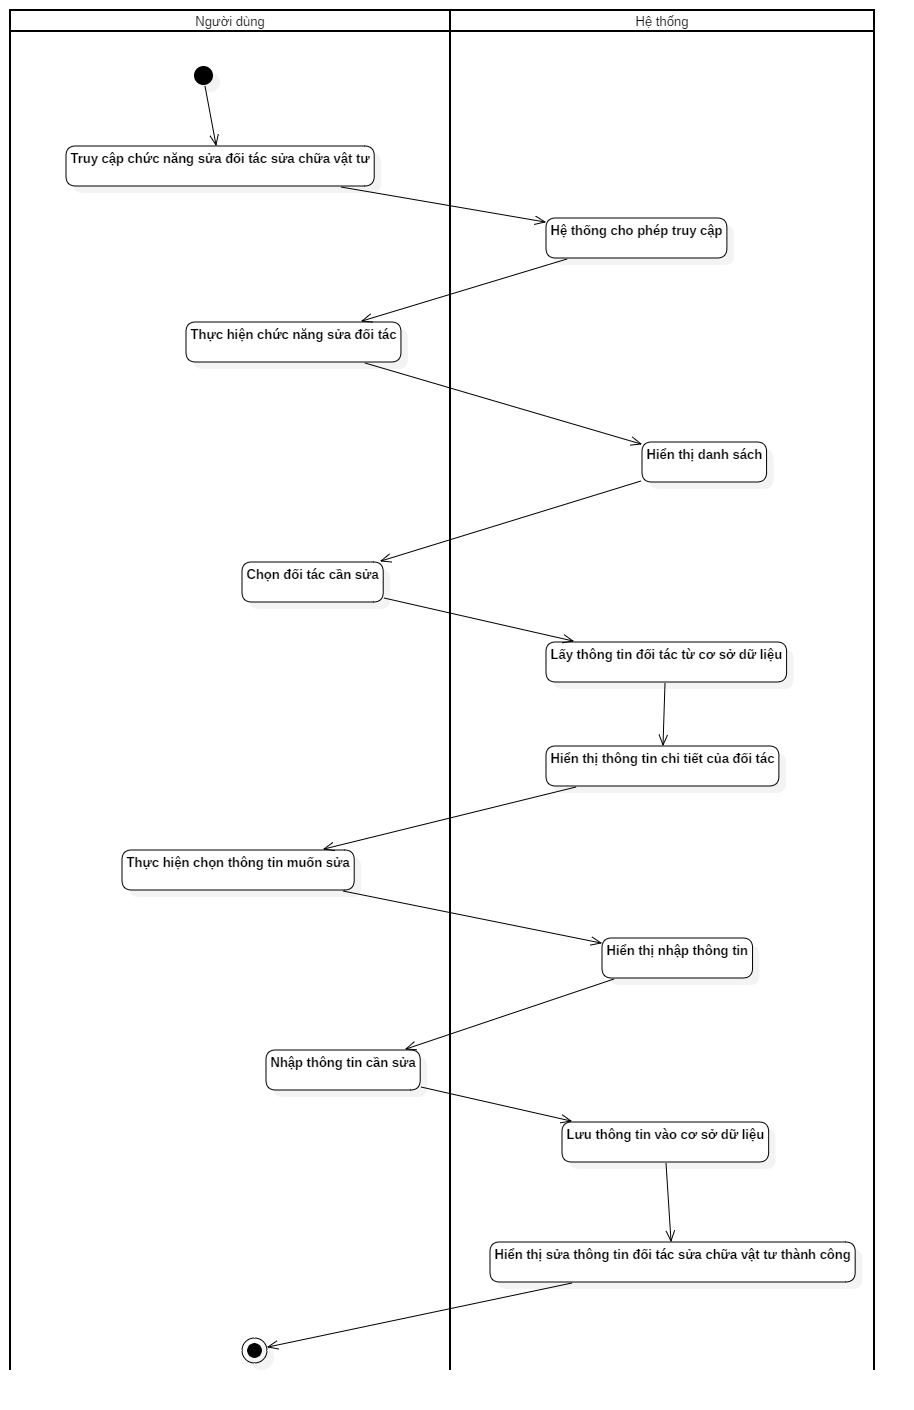 Người dùng
Hệ thống
Truy cập chức năng sửa đối tác sửa chữa vật tư
Hệ thống cho phép truy cập
Thực hiện chức năng sửa đối tác
Hiển thị danh sách
Chọn đối tác cần sửa
Lấy thông tin đối tác từ cơ sở dữ liệu
Hiển thị thông tin chi tiết của đối tác
Thực hiện chọn thông tin muốn sửa
Hiển thị nhập thông tin
Nhập thông tin cần sửa
Lưu thông tin vào cơ sở dữ liệu
Hiển thị sửa thông tin đối tác sửa chữa vật tư thành công